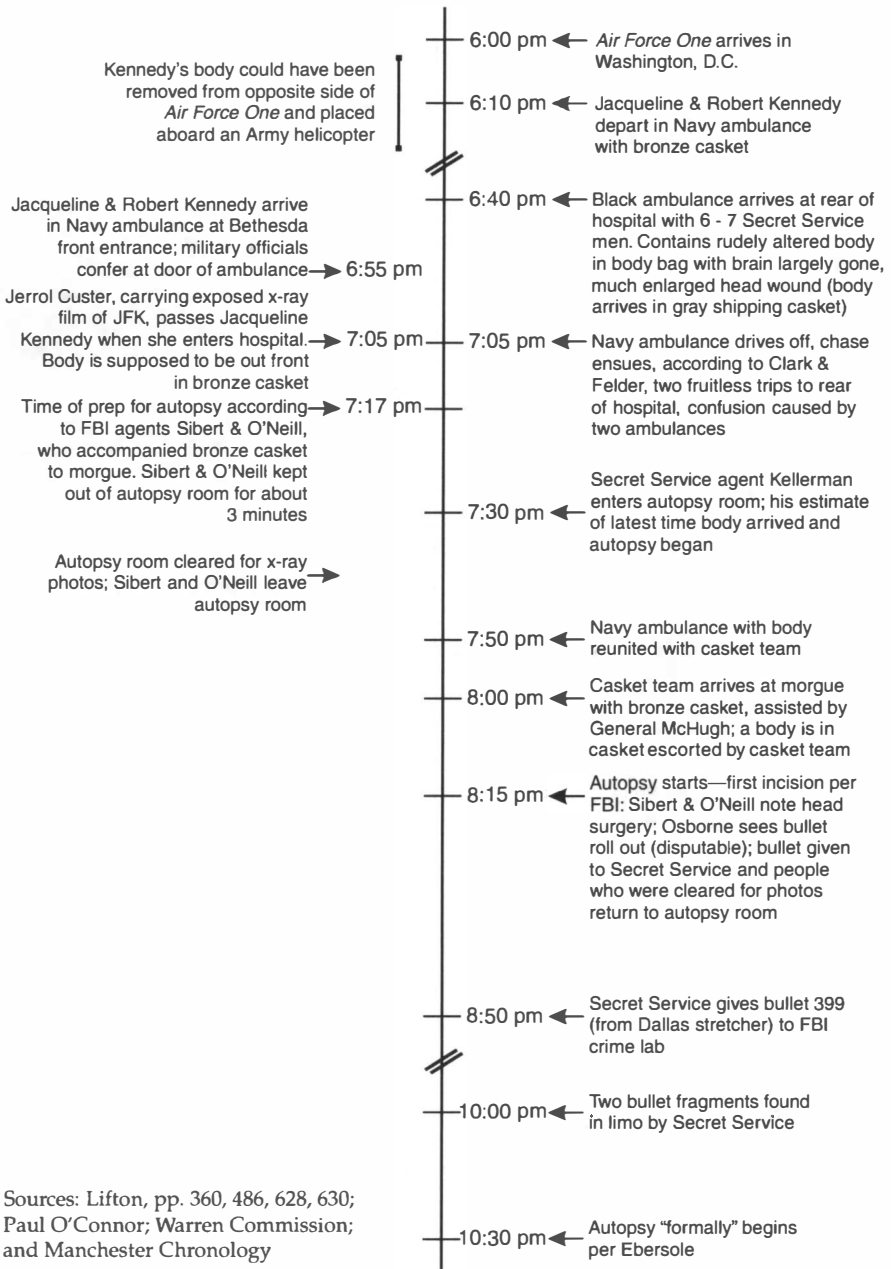 6:00 pm
Air Force One arrives in
Washington, D.C.
Kennedy's body could have been
removed from opposite side of
Air Force One and placed
aboard an Army helicopter
6:10 pm
Jacqueline & Robert Kennedy
depart in Navy ambulance
with bronze casket
6:40 pm
Black ambulance arrives at rear of
hospital with 6 - 7 Secret Service
men. Contains rudely altered body
in body bag with brain largely gone,
much enlarged head wound (body
arrives in gray shipping casket)
Jacqueline & Robert Kennedy arrive
in Navy ambulance at Bethesda
front entrance; military officials
confer at door of ambulance
6:55 pm
Jerrol Custer, carrying exposed x-ray
film of JFK, passes Jacqueline
Kennedy when she enters hospital.
Body is supposed to be out front
in bronze casket
7:05 pm
7:05 pm
Navy ambulance drives off, chase
ensues, according to Clark &
Felder, two fruitless trips to rear
of hospital, confusion caused by
two ambulances
Time of prep for autopsy according
to FBI agents Sibert & O'Neill,
who accompanied bronze casket
to morgue. Sibert & O'Neill kept
out of autopsy room for about
3 minutes
7:17 pm
7:30 pm
Secret Service agent Kellerman
enters autopsy room; his estimate
of latest time body arrived and
autopsy began
Autopsy room cleared for x-ray
photos; Sibert and O'Neill leave
autopsy room
7:50 pm
Navy ambulance with body
reunited with casket team
8:00 pm
Casket team arrives at morgue
with bronze casket, assisted by
General McHugh; a body is in
casket escorted by casket team
8:15 pm
Autopsy starts—first incision per
FBI: Sibert & O'Neill note head
surgery; Osborne sees bullet
roll out (disputable); bullet given
to Secret Service and people
who were cleared for photos
return to autopsy room
8:50 pm
Secret Service gives bullet 399
(from Dallas stretcher) to FBI
crime lab
10:00 pm
Two bullet fragments found
in limo by Secret Service
10:30 pm
Autopsy "formally" begins
per Ebersole
Sources: Lifton, pp. 360, 486, 628, 630;
Paul O'Connor; Warren Commission;
and Manchester Chronology